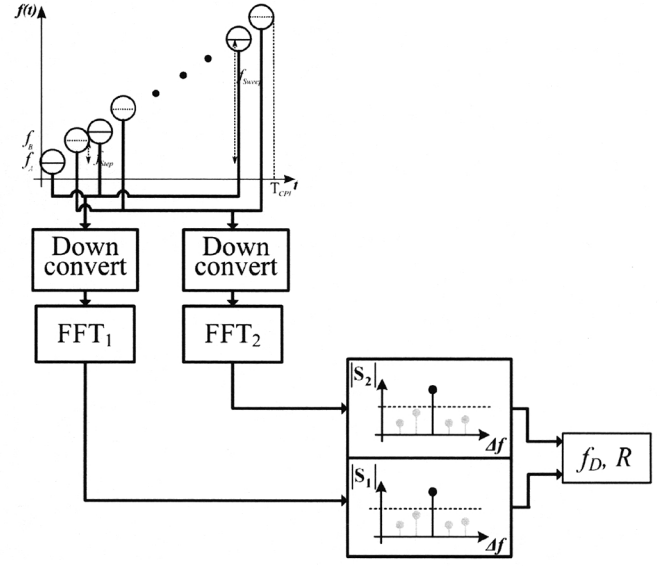 f(t)
f_Sweep
f_B
f_A
f_Step
T_CPI t
Down convert
Down convert
FFT₁
FFT₂
|S₂|
Δf
f_D, R
|S₁|
Δf